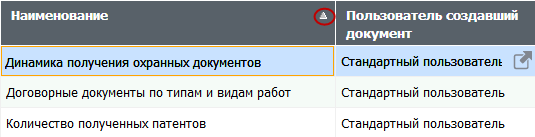 Наименование
Пользователь создавший
документ
Динамика получения охранных документов
Стандартный пользователь
Договорные документы по типам и видам работ
Стандартный пользователь
Количество полученных патентов
Стандартный пользователь